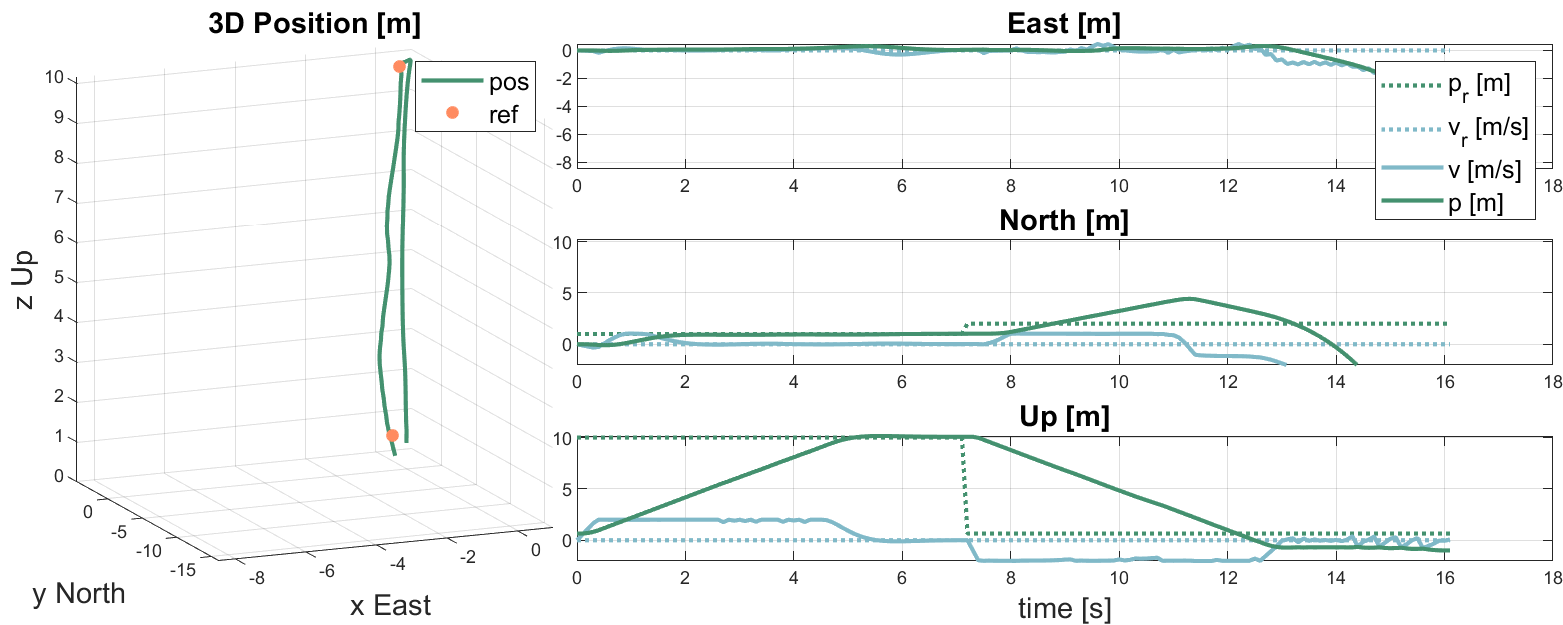 3D Position [m]
10
9
8
7
6
5
4
3
2
1
0
z Up
0
-5
-10
-15
y North
-8
-6
-4
-2
0
x East
pos
ref
East [m]
0
-2
-4
-6
-8
0 2 4 6 8 10 12 14 18
p_r [m]
v_r [m/s]
v [m/s]
p [m]
North [m]
10
5
0
0 2 4 6 8 10 12 14 16 18
Up [m]
10
5
0
0 2 4 6 8 10 12 14 16 18
time [s]